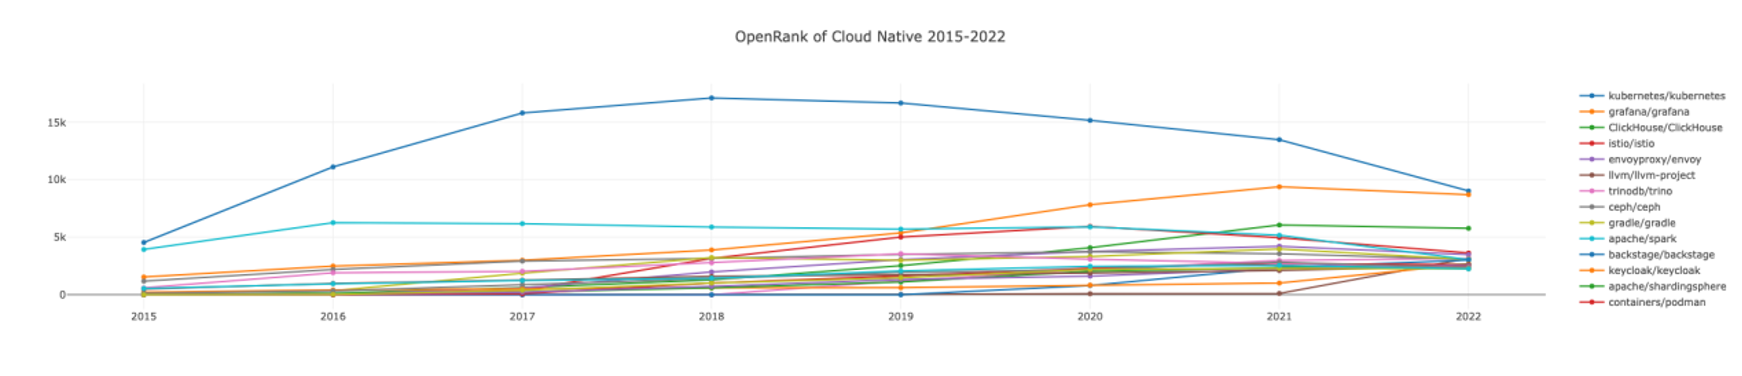 OpenRank of Cloud Native 2015-2022
15k
10k
5k
0
2015 2016 2017 2018 2019 2020 2021 2022
kubernetes/kubernetes
grafana/grafana
ClickHouse/ClickHouse
istio/istio
envoyproxy/envoy
llvm/llvm-project
trinodb/trino
ceph/ceph
gradle/gradle
apache/spark
backstage/backstage
keycloak/keycloak
apache/shardingsphere
containers/podman